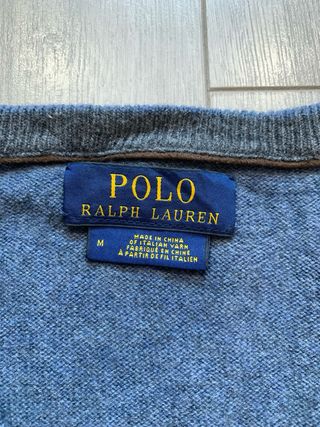 POLO
RALPH LAUREN
M
MADE IN CHINA
OF ITALIAN YARN
FABRIQUÉ EN CHINE
À PARTIR DE FIL ITALIEN